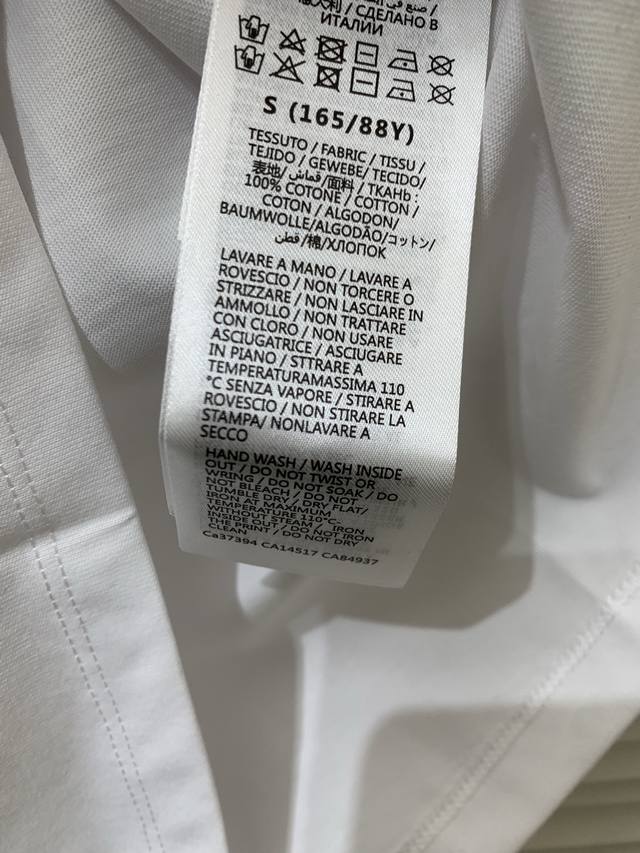 صنع في
/ СДЕЛАНО В
ИТАЛИИ
S (165/88Y)
TESSUTO / FABRIC / TISSU /
TEJIDO / GEWEBE/ TECIDO/
表地/ قماش /面料 / ТКАНЬ :
100% COTONE / COTTON /
COTON / ALGODON/
BAUMWOLLE/ALGODÃO/コットン/
قطن /棉/ХЛОПОК
LAVARE A MANO / LAVARE A
ROVESCIO / NON TORCERE O
STRIZZARE / NON LASCIARE IN
AMMOLLO / NON TRATTARE
CON CLORO / NON USARE
ASCIUGATRICE / ASCIUGARE
IN PIANO / STTRARE A
TEMPERATURAMASSIMA 110
°C SENZA VAPORE / STIRARE A
ROVESCIO / NON STIRARE LA
STAMPA/ NONLAVARE A
SECCO
HAND WASH / WASH INSIDE
OUT / DO NOT TWIST OR
WRING / DO NOT SOAK / DO
NOT BLEACH / DO NOT
TUMBLE DRY / DRY FLAT/
IRON AT MAXIMUM
TEMPERATURE 110°C.
WITHOUT STEAM / IRON
INSIDE OUT / DO NOT IRON
THE PRINT / DO NOT DRY
CLEAN
Ca37394 CA14517 CA84937